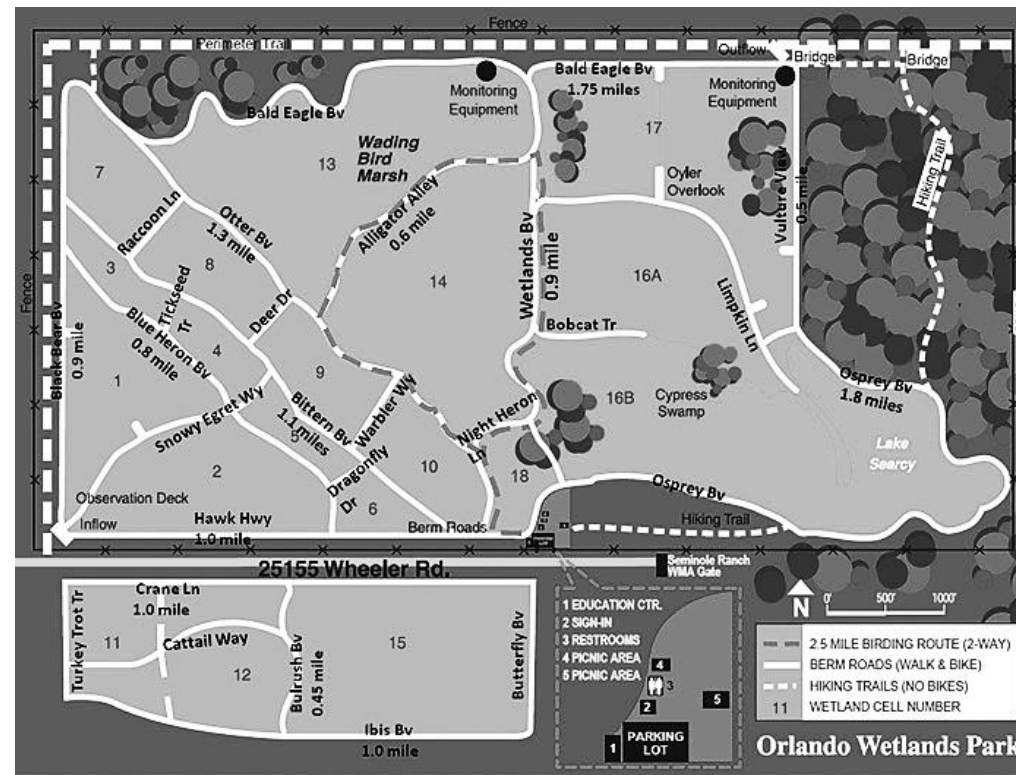 Fence
Perimeter Trail
Outflow
Bridge
Bridge
Bald Eagle Bv
1.75 miles
Monitoring
Equipment
Monitoring
Equipment
Bald Eagle Bv
Wading
Bird
Marsh
13
17
7
Oyler
Overlook
Vulture View
0.5 mile
Hiking Trail
Alligator Alley
0.6 mile
Raccoon Ln
Otter Bv
1.3 mile
Wetlands Bv
0.9 mile
3
8
14
16A
Fence
Tickseed
Tr
Deer Dr
Limpkin Ln
Blue Heron Bv
0.8 mile
Bobcat Tr
Black Bear Bv
0.9 mile
4
1
9
Osprey Bv
1.8 miles
Snowy Egret Wy
Bittern Bv
1.1 miles
Warbler Wy
Night Heron
Ln
16B
Cypress
Swamp
5
2
10
18
Lake
Searcy
Dragonfly
Dr
6
Osprey Bv
Observation Deck
Inflow
Hawk Hwy
1.0 mile
Berm Roads
Hiking Trail
25155 Wheeler Rd.
Seminole Ranch
WMA Gate
N
0'
500'
1000'
Crane Ln
1.0 mile
Turkey Trot Tr
11
Cattail Way
12
Bulrush Bv
0.45 mile
15
Butterfly Bv
Ibis Bv
1.0 mile
1 EDUCATION CTR.
2 SIGN-IN
3 RESTROOMS
4 PICNIC AREA
5 PICNIC AREA
4
3
5
2
1
PARKING
LOT
2.5 MILE BIRDING ROUTE (2-WAY)
BERM ROADS (WALK & BIKE)
HIKING TRAILS (NO BIKES)
11 WETLAND CELL NUMBER
Orlando Wetlands Park